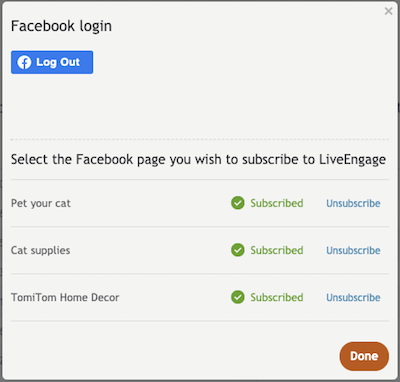 Facebook login
Log Out
Select the Facebook page you wish to subscribe to LiveEngage
Pet your cat Subscribed Unsubscribe
Cat supplies Subscribed Unsubscribe
TomiTom Home Decor Subscribed Unsubscribe
Done